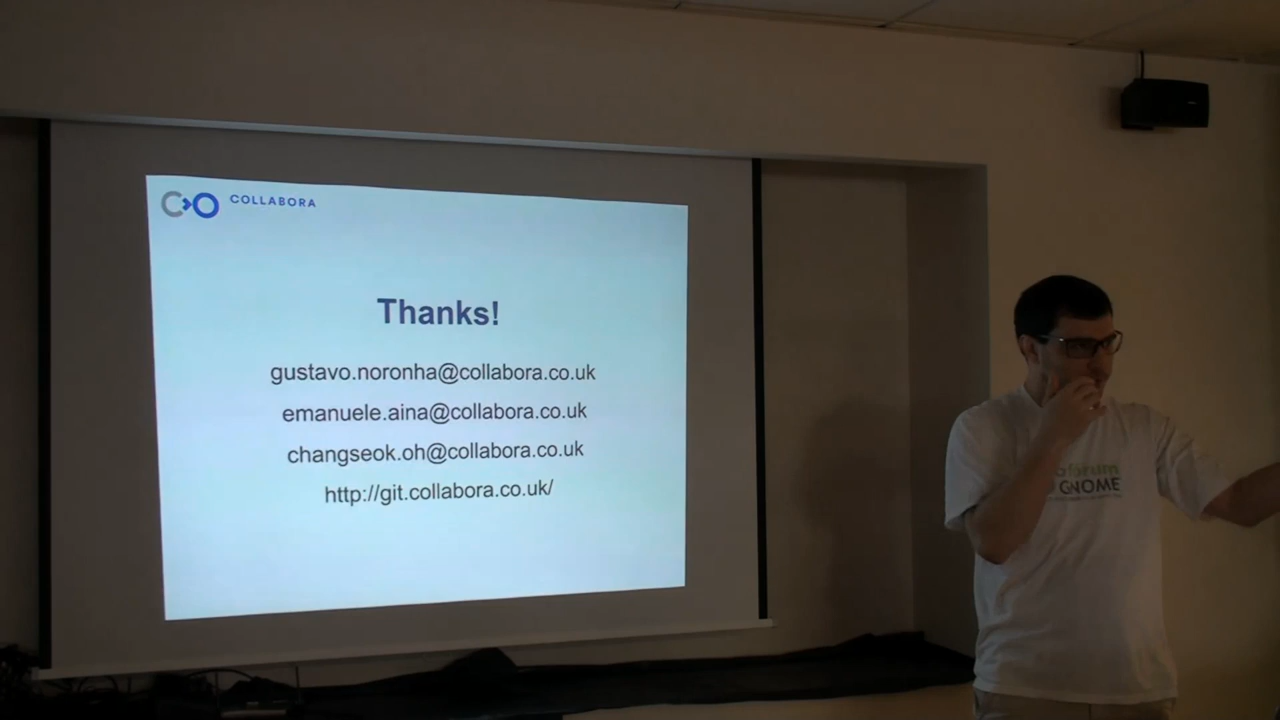 COLLABORA
Thanks!
gustavo.noronha@collabora.co.uk
emanuele.aina@collabora.co.uk
changseok.oh@collabora.co.uk
http://git.collabora.co.uk/
forum
GNOME